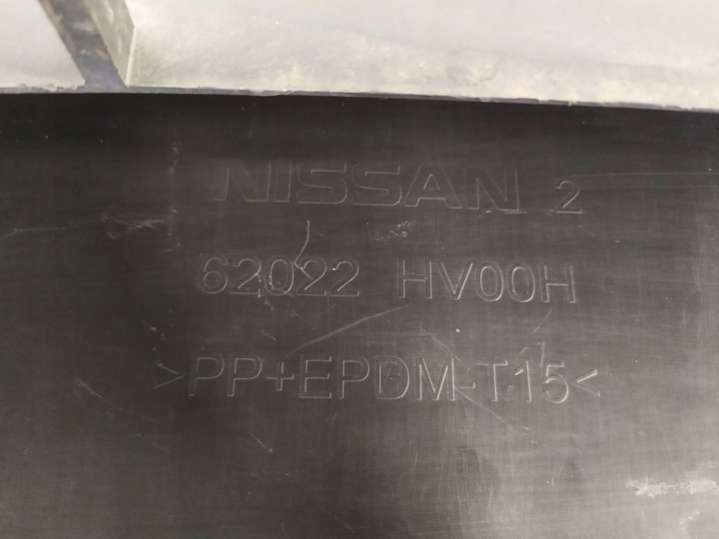 NISSAN 2
62022 HV00H
>PP+EPDM-T15<